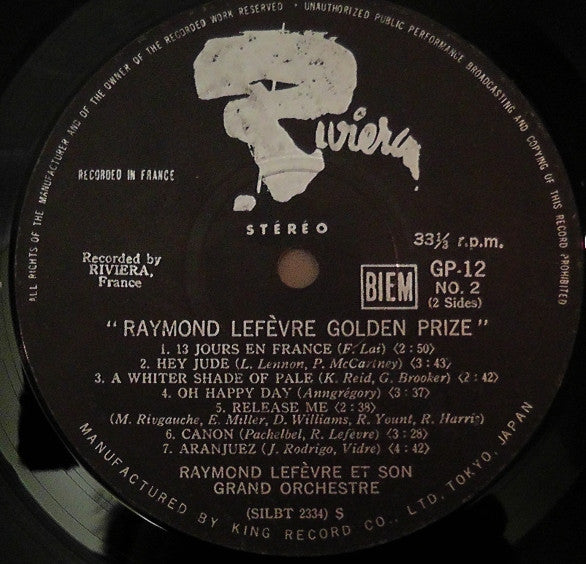 ALL RIGHTS OF THE MANUFACTURER AND OF THE OWNER OF THE RECORDED WORK RESERVED • UNAUTHORIZED PUBLIC PERFORMANCE BROADCASTING AND COPYING OF THIS RECORD PROHIBITED
Riviera
RECORDED IN FRANCE
STÉRÉO
33⅓ r.p.m.
Recorded by
RIVIERA,
France
BIEM
GP-12
NO. 2
(2 Sides)
"RAYMOND LEFÈVRE GOLDEN PRIZE"
1. 13 JOURS EN FRANCE (F. Lai) <2:50>
2. HEY JUDE (L. Lennon, P. McCartney) <3:43>
3. A WHITER SHADE OF PALE (K. Reid, G. Brooker) <2:42>
4. OH HAPPY DAY (Anngrégory) <3:37>
5. RELEASE ME <2:38>
(M. Rivgauche, E. Miller, D. Williams, R. Yount, R. Harris)
6. CANON (Pachelbel, R. Lefèvre) <3:28>
7. ARANJUEZ (J. Rodrigo, Vidre) <4:42>
RAYMOND LEFÈVRE ET SON
GRAND ORCHESTRE
(SILBT 2334) S
MANUFACTURED BY KING RECORD CO., LTD. TOKYO, JAPAN